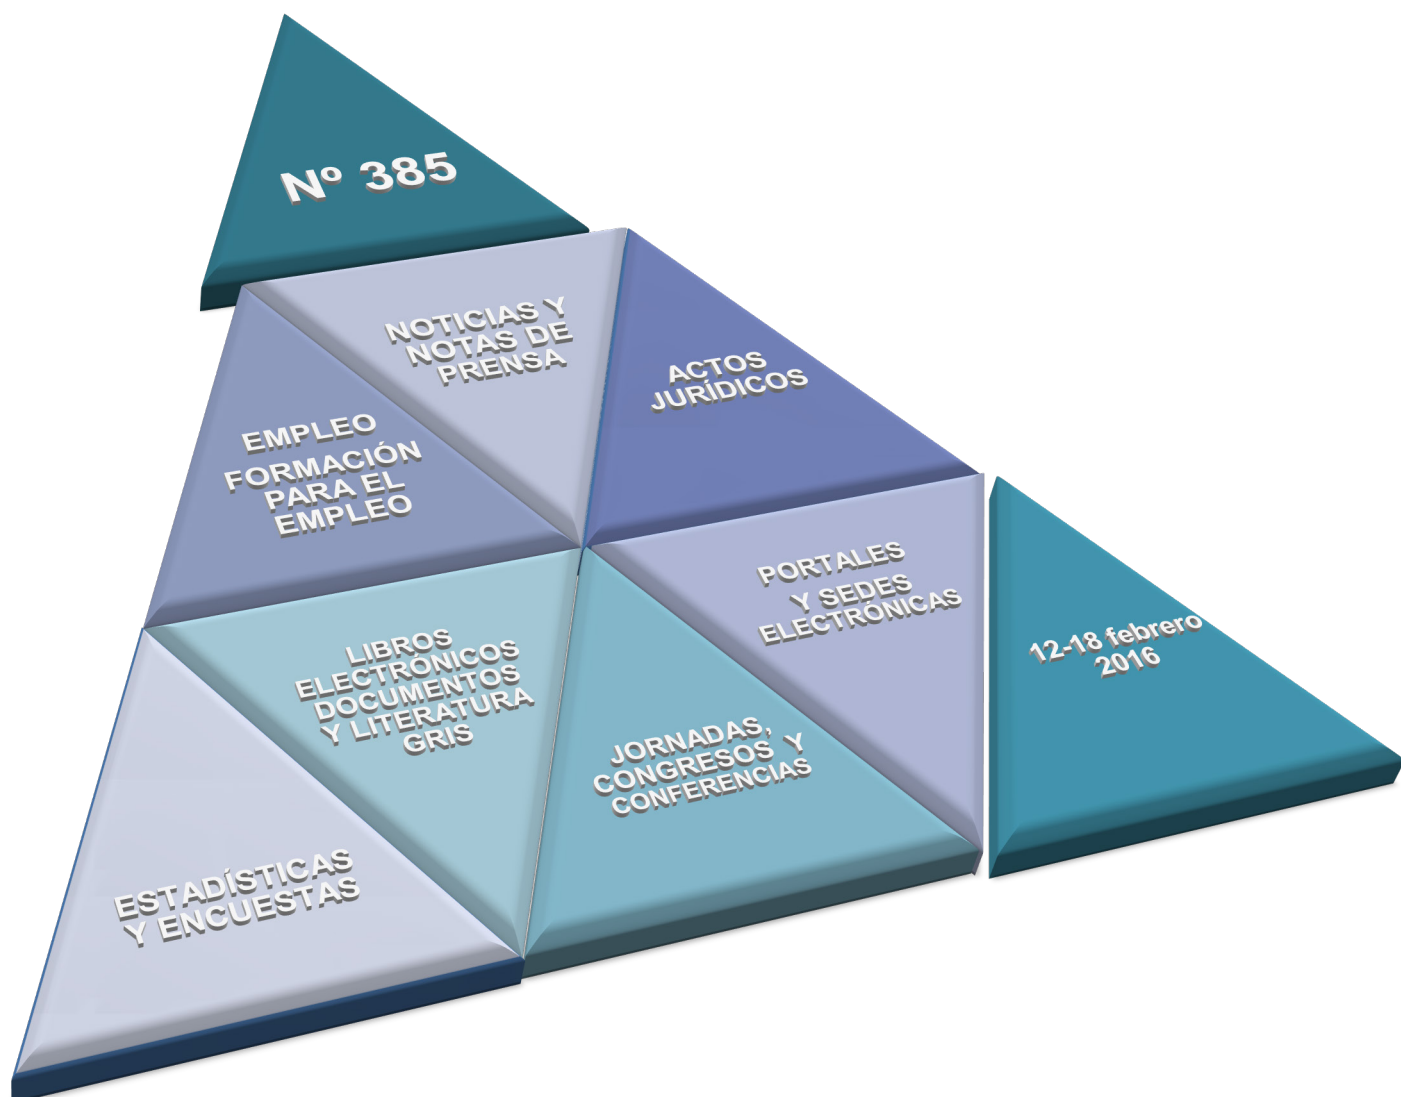 Nº 385
NOTICIAS Y
NOTAS DE
PRENSA
ACTOS
JURÍDICOS
EMPLEO
FORMACIÓN
PARA EL
EMPLEO
PORTALES
Y SEDES
ELECTRÓNICAS
12-18 febrero
2016
LIBROS
ELECTRÓNICOS
DOCUMENTOS
Y LITERATURA
GRIS
JORNADAS,
CONGRESOS Y
CONFERENCIAS
ESTADÍSTICAS
Y ENCUESTAS